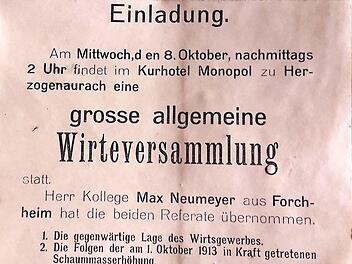 Einladung.
Am Mittwoch,d en 8. Oktober, nachmittags
2 Uhr findet im Kurhotel Monopol zu Her-
zogenaurach eine
grosse allgemeine
Wirteversammlung
statt.
Herr Kollege Max Neumeyer aus Forch-
heim hat die beiden Referate übernommen.
1. Die gegenwärtige Lage des Wirtsgewerbes.
2. Die Folgen der am 1. Oktober 1913 in Kraft getretenen
Schaummasserhöhung.